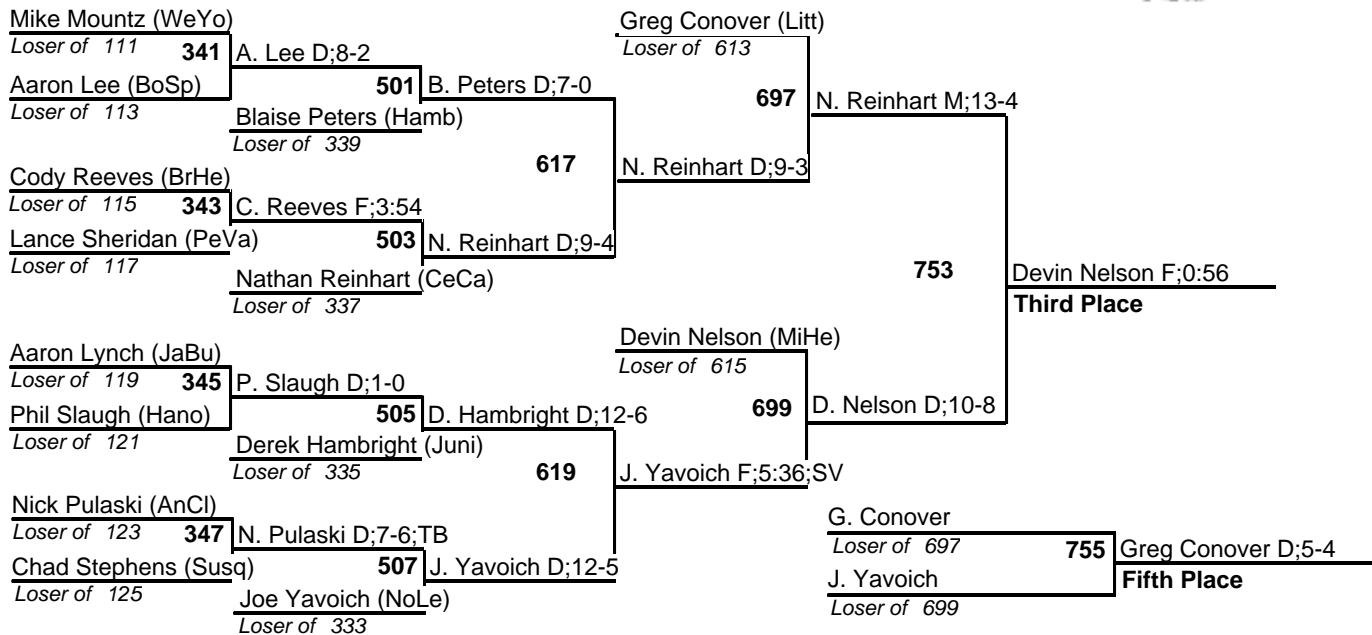 Mike Mountz (WeYo)
Loser of 111
341
A. Lee D;8-2
Aaron Lee (BoSp)
Loser of 113
501
B. Peters D;7-0
Blaise Peters (Hamb)
Loser of 339
Cody Reeves (BrHe)
Loser of 115
343
C. Reeves F;3:54
Lance Sheridan (PeVa)
Loser of 117
503
N. Reinhart D;9-4
Nathan Reinhart (CeCa)
Loser of 337
617
Greg Conover (Litt)
Loser of 613
697
N. Reinhart M;13-4
N. Reinhart D;9-3
Aaron Lynch (JaBu)
Loser of 119
345
P. Slaugh D;1-0
Phil Slaugh (Hano)
Loser of 121
505
D. Hambright D;12-6
Derek Hambright (Juni)
Loser of 335
Nick Pulaski (AnCl)
Loser of 123
347
N. Pulaski D;7-6;TB
Chad Stephens (Susq)
Loser of 125
507
J. Yavoich D;12-5
Joe Yavoich (NoLe)
Loser of 333
619
Devin Nelson (MiHe)
Loser of 615
699
D. Nelson D;10-8
J. Yavoich F;5:36;SV
753
Devin Nelson F;0:56
Third Place
G. Conover
Loser of 697
755
Greg Conover D;5-4
J. Yavoich
Fifth Place
Loser of 699